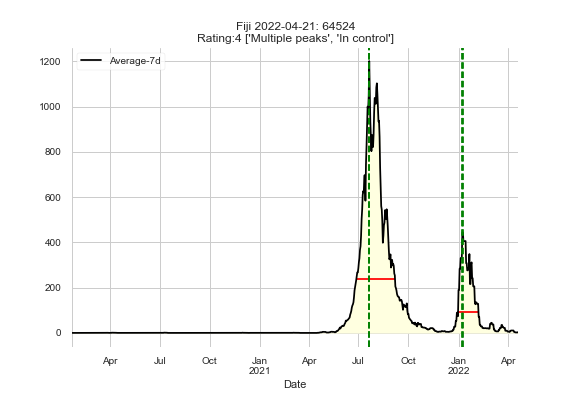 Fiji 2022-04-21: 64524
Rating:4 ['Multiple peaks', 'In control']
Average-7d
1200
1000
800
600
400
200
0
Apr Jul Oct Jan Apr Jul Oct Jan Apr
2021 2022
Date